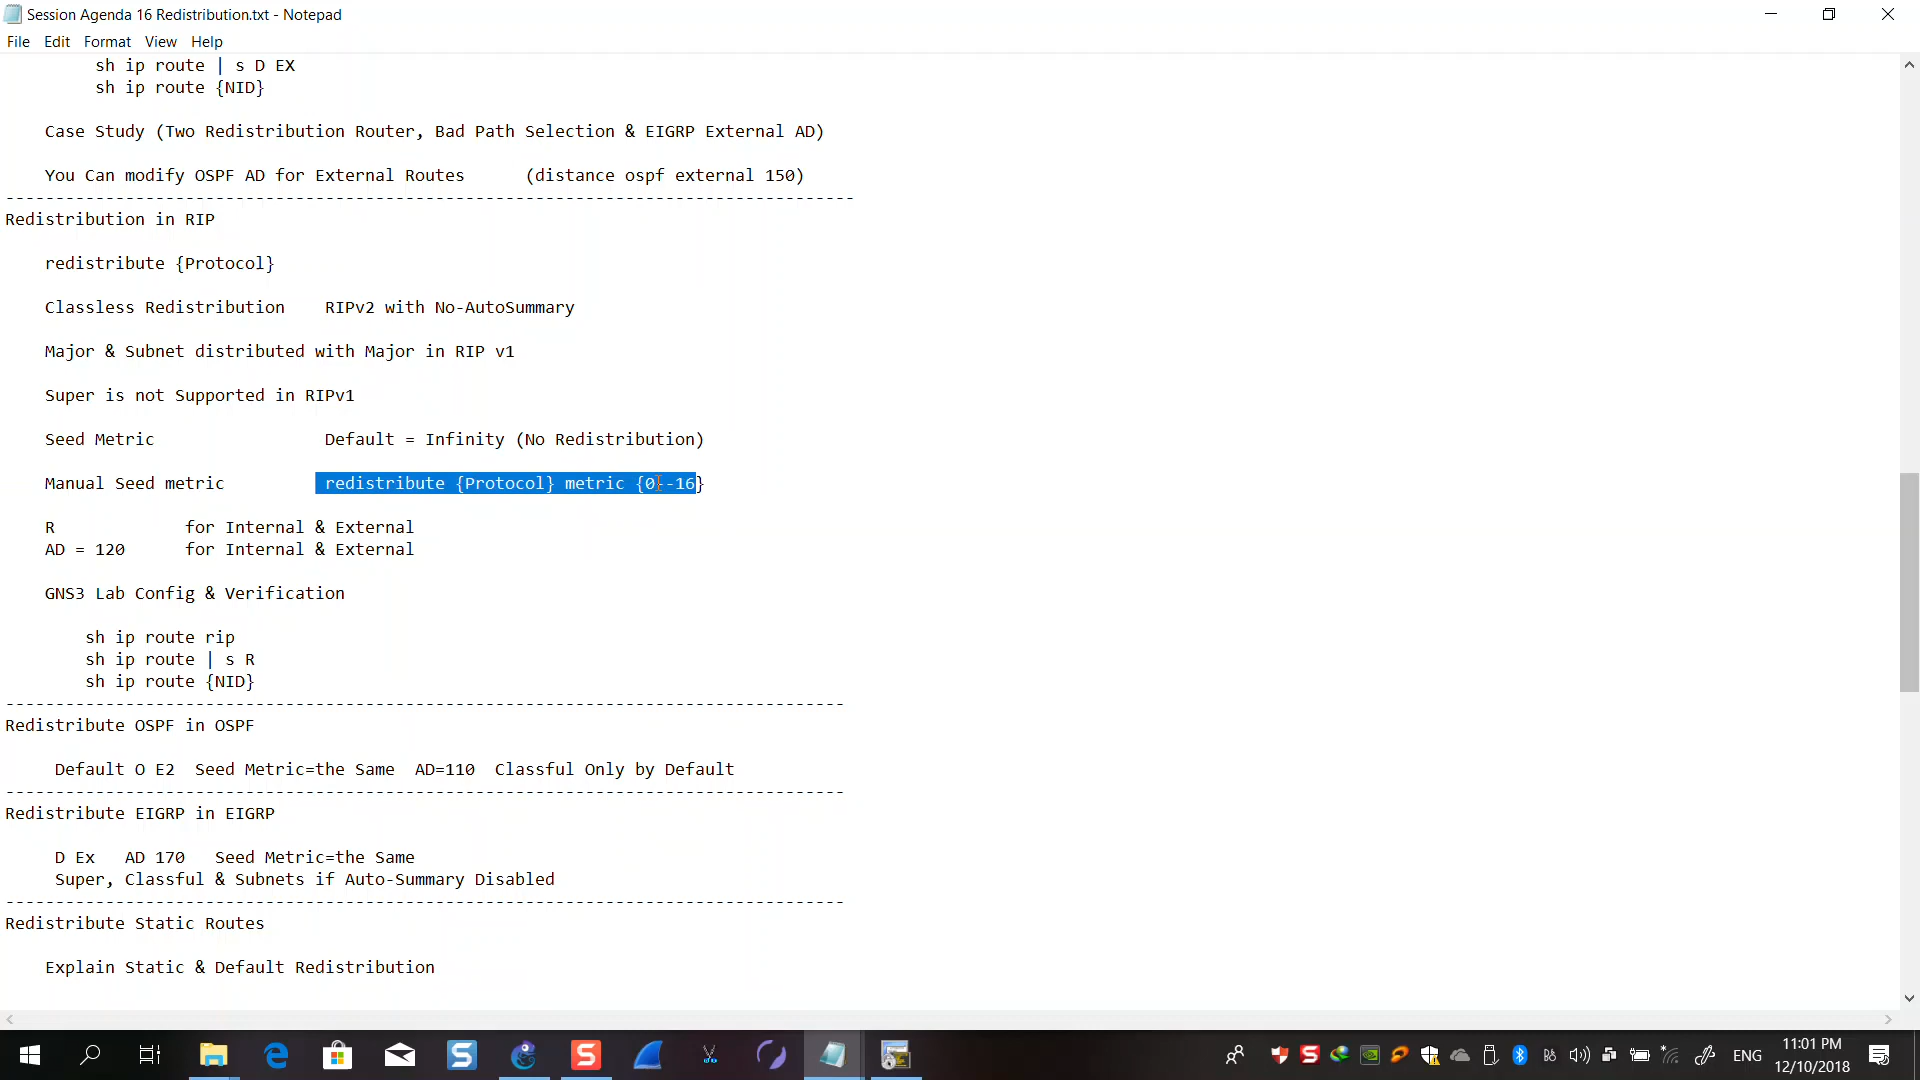 Session Agenda 16 Redistribution.txt - Notepad
File Edit Format View Help
sh ip route | s D EX
sh ip route {NID}
Case Study (Two Redistribution Router, Bad Path Selection & EIGRP External AD)
You Can modify OSPF AD for External Routes (distance ospf external 150)
-------------------------------------------------------------------------------------
Redistribution in RIP
redistribute {Protocol}
Classless Redistribution RIPv2 with No-AutoSummary
Major & Subnet distributed with Major in RIP v1
Super is not Supported in RIPv1
Seed Metric Default = Infinity (No Redistribution)
Manual Seed metric redistribute {Protocol} metric {0--16}
R for Internal & External
AD = 120 for Internal & External
GNS3 Lab Config & Verification
sh ip route rip
sh ip route | s R
sh ip route {NID}
------------------------------------------------------------------------------------
Redistribute OSPF in OSPF
Default O E2 Seed Metric=the Same AD=110 Classful Only by Default
------------------------------------------------------------------------------------
Redistribute EIGRP in EIGRP
D Ex AD 170 Seed Metric=the Same
Super, Classful & Subnets if Auto-Summary Disabled
------------------------------------------------------------------------------------
Redistribute Static Routes
Explain Static & Default Redistribution
ENG
11:01 PM
12/10/2018